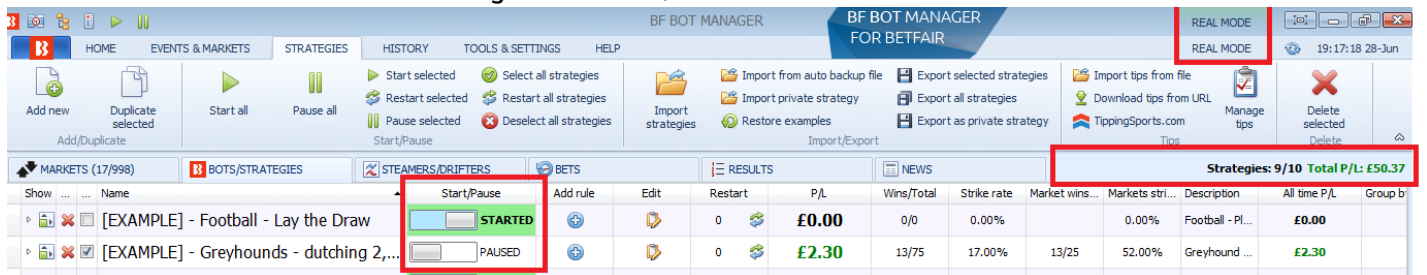 BF BOT MANAGER
BF BOT MANAGER
FOR BETFAIR
REAL MODE
HOME EVENTS & MARKETS STRATEGIES HISTORY TOOLS & SETTINGS HELP REAL MODE 19:17:18 28-Jun
Add new
Duplicate selected
Add/Duplicate
Start all
Pause all
Start selected
Restart selected
Pause selected
Select all strategies
Restart all strategies
Deselect all strategies
Start/Pause
Import strategies
Import from auto backup file
Import private strategy
Restore examples
Export selected strategies
Export all strategies
Export as private strategy
Import/Export
Import tips from file
Download tips from URL
TippingSports.com
Manage tips
Tips
Delete selected
Delete
MARKETS (17/998) BOTS/STRATEGIES STEAMERS/DRIFTERS BETS RESULTS NEWS Strategies: 9/10 Total P/L: £50.37
Show ... ... Name Start/Pause Add rule Edit Restart P/L Wins/Total Strike rate Market wins... Markets stri... Description All time P/L Group b
[EXAMPLE] - Football - Lay the Draw STARTED 0 £0.00 0/0 0.00% 0.00% Football - Pl... £0.00
[EXAMPLE] - Greyhounds - dutching 2,... PAUSED 0 £2.30 13/75 17.00% 13/25 52.00% Greyhound ... £2.30